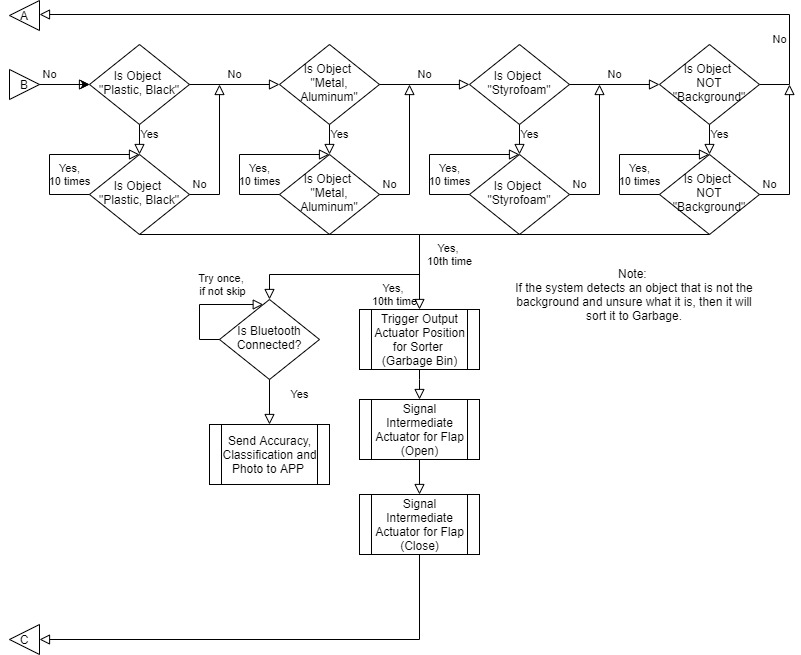 A
No
B
No
Is Object
"Plastic, Black"
No
Is Object
"Metal,
Aluminum"
No
Is Object
"Styrofoam"
No
Is Object
NOT
"Background"
Yes
Yes
Yes
Yes
Yes,
10 times
Is Object
"Plastic, Black"
No
Yes,
10 times
Is Object
"Metal,
Aluminum"
No
Yes,
10 times
Is Object
"Styrofoam"
No
Yes,
10 times
Is Object
NOT
"Background"
No
Yes,
10th time
Try once,
if not skip
Yes,
10th time
Note:
If the system detects an object that is not the
background and unsure what it is, then it will
sort it to Garbage.
Is Bluetooth
Connected?
Trigger Output
Actuator Position
for Sorter
(Garbage Bin)
Yes
Send Accuracy,
Classification and
Photo to APP
Signal
Intermediate
Actuator for Flap
(Open)
Signal
Intermediate
Actuator for Flap
(Close)
C